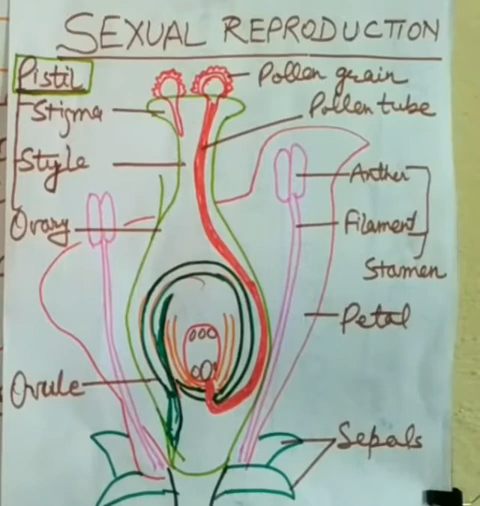 SEXUAL REPRODUCTION
Pistil
Pollen grain
Stigma
Pollen tube
Style
Anther
Ovary
Filament
Stamen
Petal
Ovule
Sepals